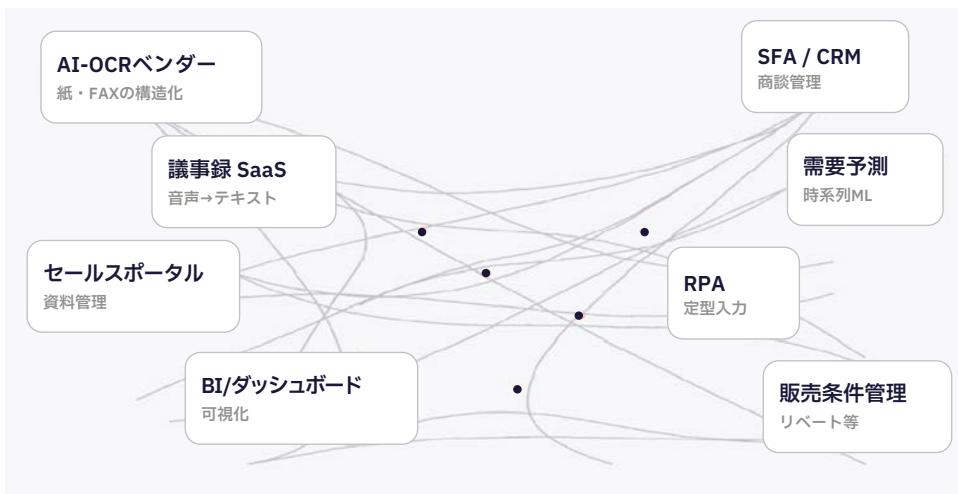 AI-OCRベンダー
紙・FAXの構造化
SFA / CRM
商談管理
議事録 SaaS
音声→テキスト
需要予測
時系列ML
セールスポータル
資料管理
RPA
定型入力
BI/ダッシュボード
可視化
販売条件管理
リベート等